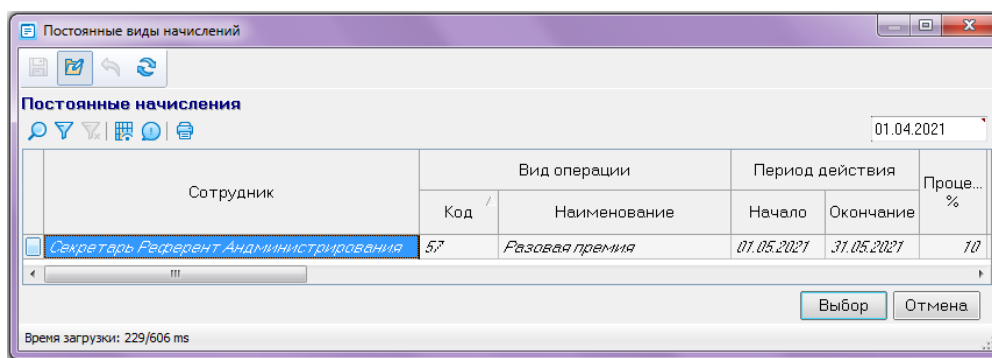 Постоянные виды начислений
Постоянные начисления
01.04.2021
Сотрудник Вид операции Период действия Проце... %
Код Наименование Начало Окончание
Секретарь Референт Андминистрирования 57 Разовая премия 01.05.2021 31.05.2021 10
Выбор Отмена
Время загрузки: 229/606 ms